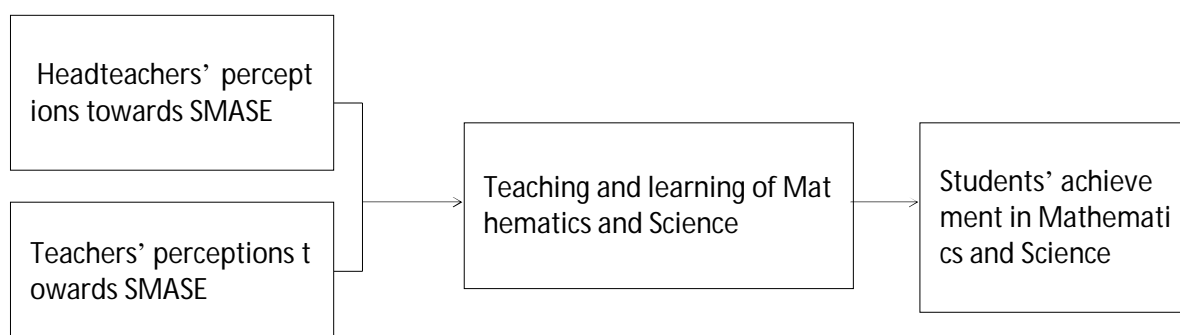 Headteachers’ percept
ions towards SMASE
Teachers’ perceptions t
owards SMASE
Teaching and learning of Mat
hematics and Science
Students’ achieve
ment in Mathemati
cs and Science